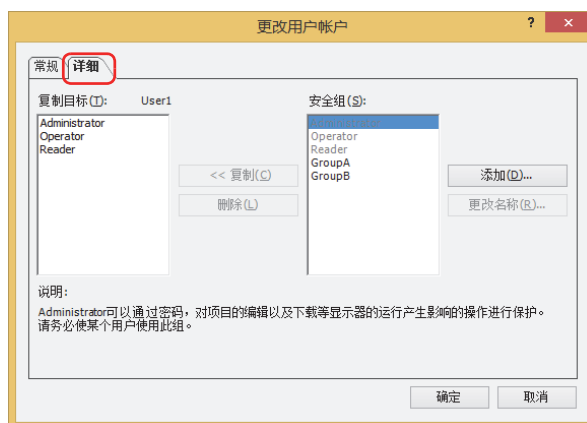 更改用户帐户
? ×
常规 详细
复制目标(T): User1
Administrator
Operator
Reader
安全组(S):
Administrator
Operator
Reader
GroupA
GroupB
<< 复制(C)
删除(L)
添加(D)...
更改名称(R)...
说明:
Administrator可以通过密码，对项目的编辑以及下载等显示器的运行产生影响的操作进行保护。
请务必使某个用户使用此组。
确定 取消